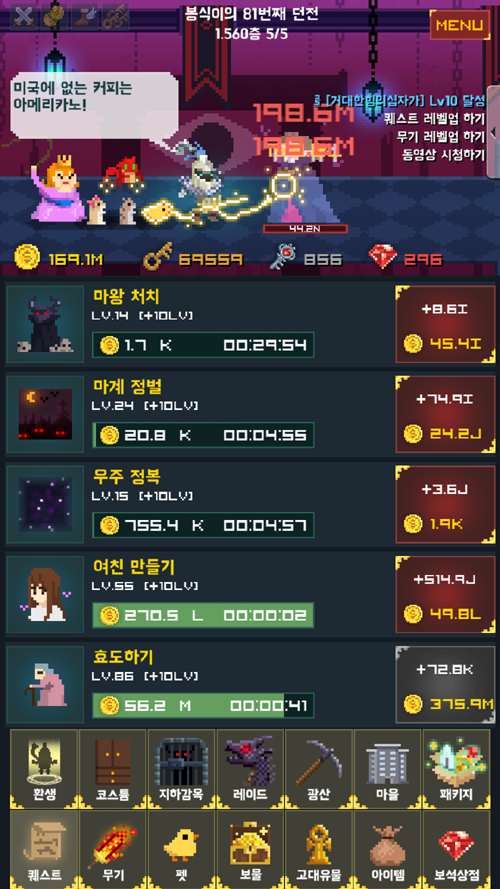 봉식이의 81번째 던전
1.560층 5/5
MENU
미국에 없는 커피는
아메리카노!
198.6M
198.6M
[거대한힘의십자가] Lv10 달성
퀘스트 레벨업 하기
무기 레벨업 하기
동영상 시청하기
44.2N
169.1M 69559 856 296
마왕 처치
LV.14 [+10LV]
1.7 K 00:29:54
+8.6I
45.4I
마계 정벌
LV.24 [+10LV]
20.8 K 00:04:55
+74.9I
24.2J
우주 정복
LV.15 [+10LV]
755.4 K 00:04:57
+3.6J
1.9K
여친 만들기
LV.55 [+10LV]
270.5 L 00:00:02
+514.9J
49.8L
효도하기
LV.86 [+10LV]
56.2 M 00:00:41
+72.8K
375.9M
환생 코스튬 지하감옥 레이드 광산 마을 패키지
퀘스트 무기 펫 보물 고대유물 아이템 보석상점